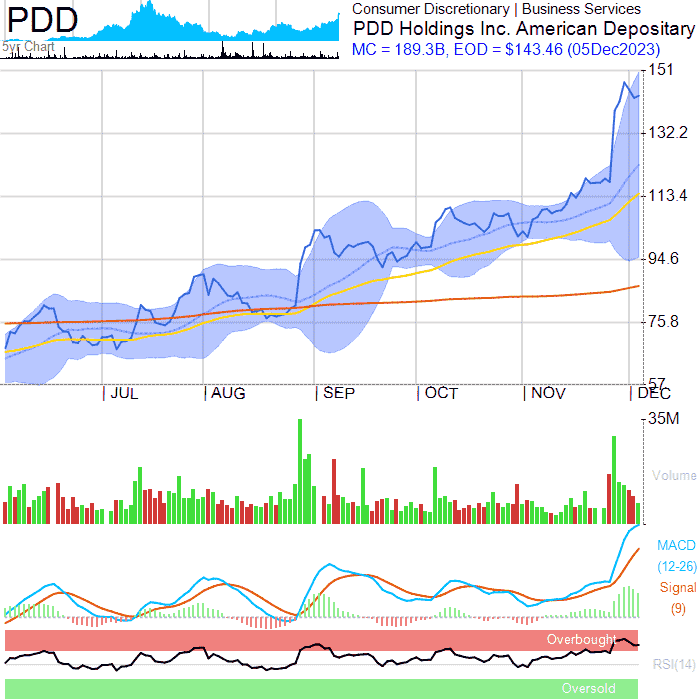 PDD
5yr Chart
Consumer Discretionary | Business Services
PDD Holdings Inc. American Depositary
MC = 189.3B, EOD = $143.46 (05Dec2023)
151
132.2
113.4
94.6
75.8
57
JUL AUG SEP OCT NOV DEC
35M
Volume
MACD
(12-26)
Signal
(9)
Overbought
RSI(14)
Oversold